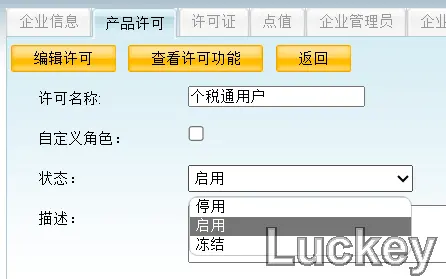 企业信息 产品许可 许可证 点值 企业管理员 企业
编辑许可 查看许可功能 返回
许可名称: 个税通用户
自定义角色：
状态： 启用
停用
描述：
启用
冻结
Luckey